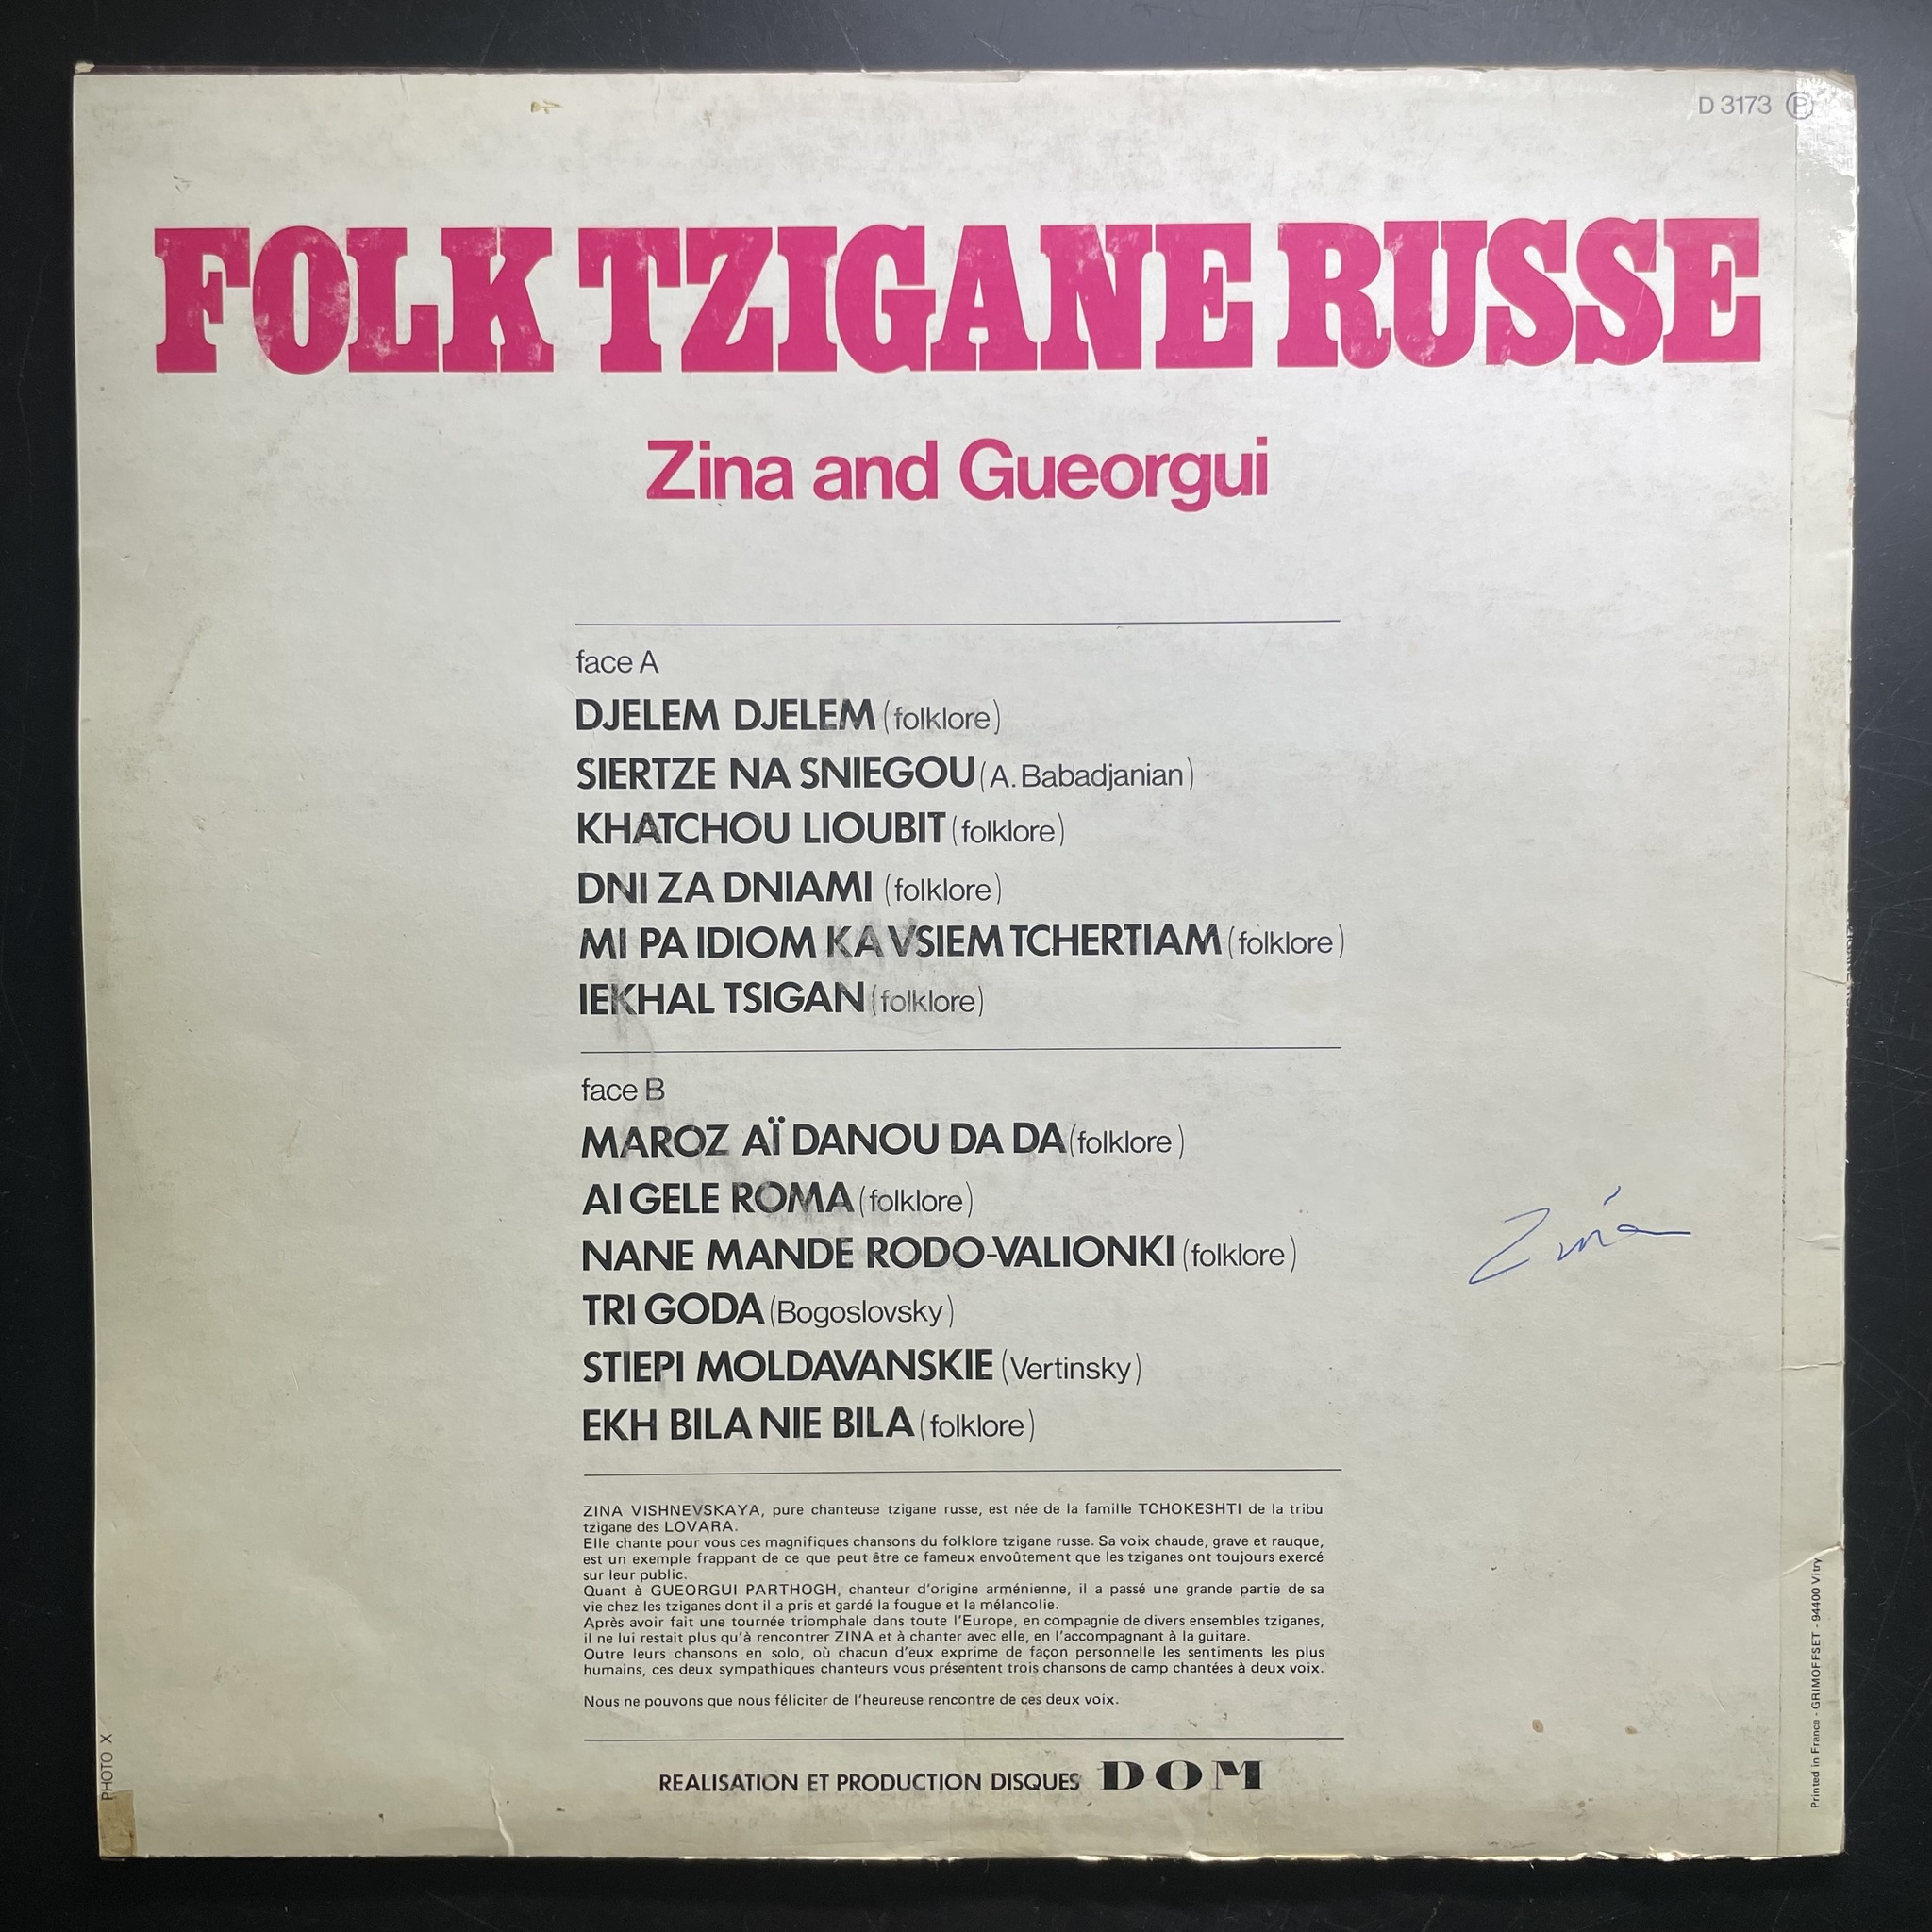 D 3173 Ⓟ
FOLK TZIGANE RUSSE
Zina and Gueorgui
face A
DJELEM DJELEM (folklore)
SIERTZE NA SNIEGOU (A. Babadjanian)
KHATCHOU LIOUBIT (folklore)
DNI ZA DNIAMI (folklore)
MI PA IDIOM KA VSIEM TCHERTIAM (folklore)
IEKHAL TSIGAN (folklore)
face B
MAROZ AÏ DANOU DA DA (folklore)
AI GELE ROMA (folklore)
NANE MANDE RODO-VALIONKI (folklore)
TRI GODA (Bogoslovsky)
STIEPI MOLDAVANSKIE (Vertinsky)
EKH BILA NIE BILA (folklore)
Zina
ZINA VISHNEVSKAYA, pure chanteuse tzigane russe, est née de la famille TCHOKESHTI de la tribu
tzigane des LOVARA.
Elle chante pour vous ces magnifiques chansons du folklore tzigane russe. Sa voix chaude, grave et rauque,
est un exemple frappant de ce que peut être ce fameux envoûtement que les tziganes ont toujours exercé
sur leur public.
Quant à GUEORGUI PARTHOGH, chanteur d'origine arménienne, il a passé une grande partie de sa
vie chez les tziganes dont il a pris et gardé la fougue et la mélancolie.
Après avoir fait une tournée triomphale dans toute l'Europe, en compagnie de divers ensembles tziganes,
il ne lui restait plus qu'à rencontrer ZINA et à chanter avec elle, en l'accompagnant à la guitare.
Outre leurs chansons en solo, où chacun d'eux exprime de façon personnelle les sentiments les plus
humains, ces deux sympathiques chanteurs vous présentent trois chansons de camp chantées à deux voix.
Nous ne pouvons que nous féliciter de l'heureuse rencontre de ces deux voix.
REALISATION ET PRODUCTION DISQUES DOM
PHOTO X
Printed in France - GRIMOFFSET - 94400 Vitry